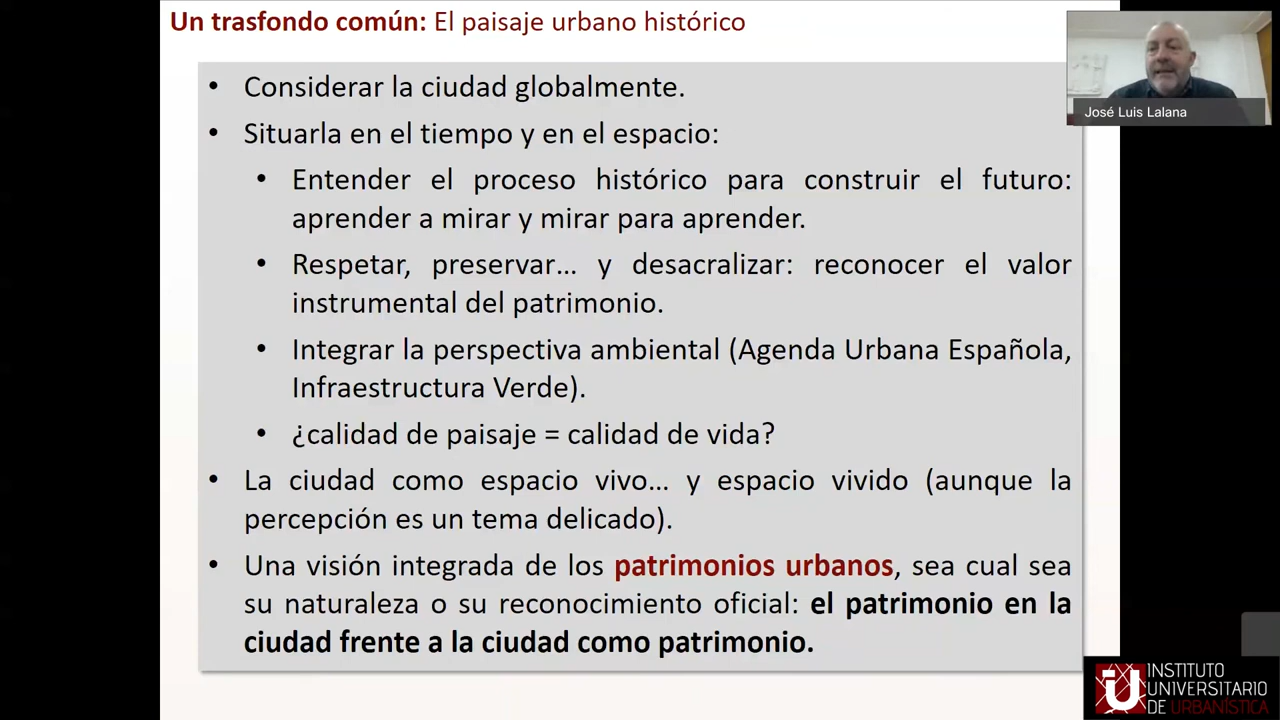 Un trasfondo común: El paisaje urbano histórico
José Luis Lalana
• Considerar la ciudad globalmente.
• Situarla en el tiempo y en el espacio:
• Entender el proceso histórico para construir el futuro:
aprender a mirar y mirar para aprender.
• Respetar, preservar... y desacralizar: reconocer el valor
instrumental del patrimonio.
• Integrar la perspectiva ambiental (Agenda Urbana Española,
Infraestructura Verde).
• ¿calidad de paisaje = calidad de vida?
• La ciudad como espacio vivo... y espacio vivido (aunque la
percepción es un tema delicado).
• Una visión integrada de los patrimonios urbanos, sea cual sea
su naturaleza o su reconocimiento oficial: el patrimonio en la
ciudad frente a la ciudad como patrimonio.
iU
INSTITUTO
UNIVERSITARIO
DE URBANÍSTICA